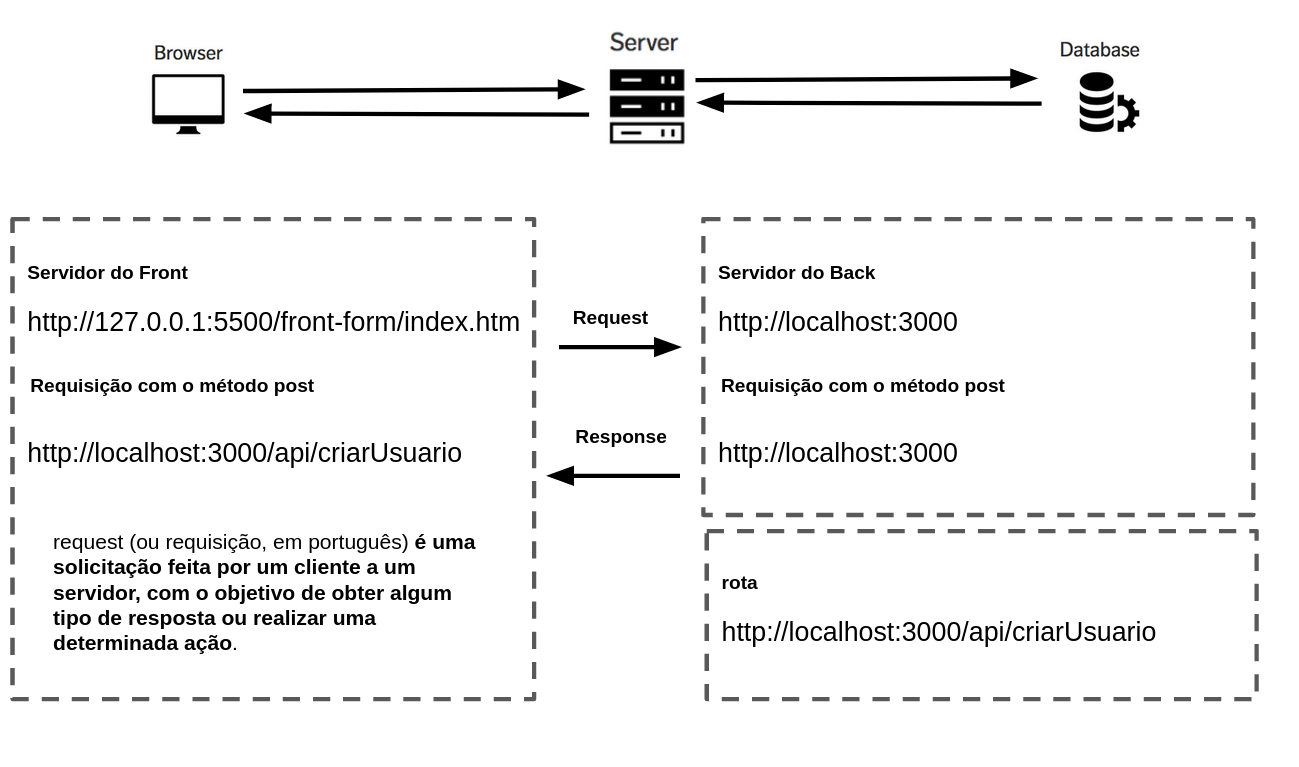 Browser
Server
Database
Servidor do Front
http://127.0.0.1:5500/front-form/index.htm
Requisição com o método post
http://localhost:3000/api/criarUsuario
request (ou requisição, em português) é uma
solicitação feita por um cliente a um
servidor, com o objetivo de obter algum
tipo de resposta ou realizar uma
determinada ação.
Request
Response
Servidor do Back
http://localhost:3000
Requisição com o método post
http://localhost:3000
rota
http://localhost:3000/api/criarUsuario